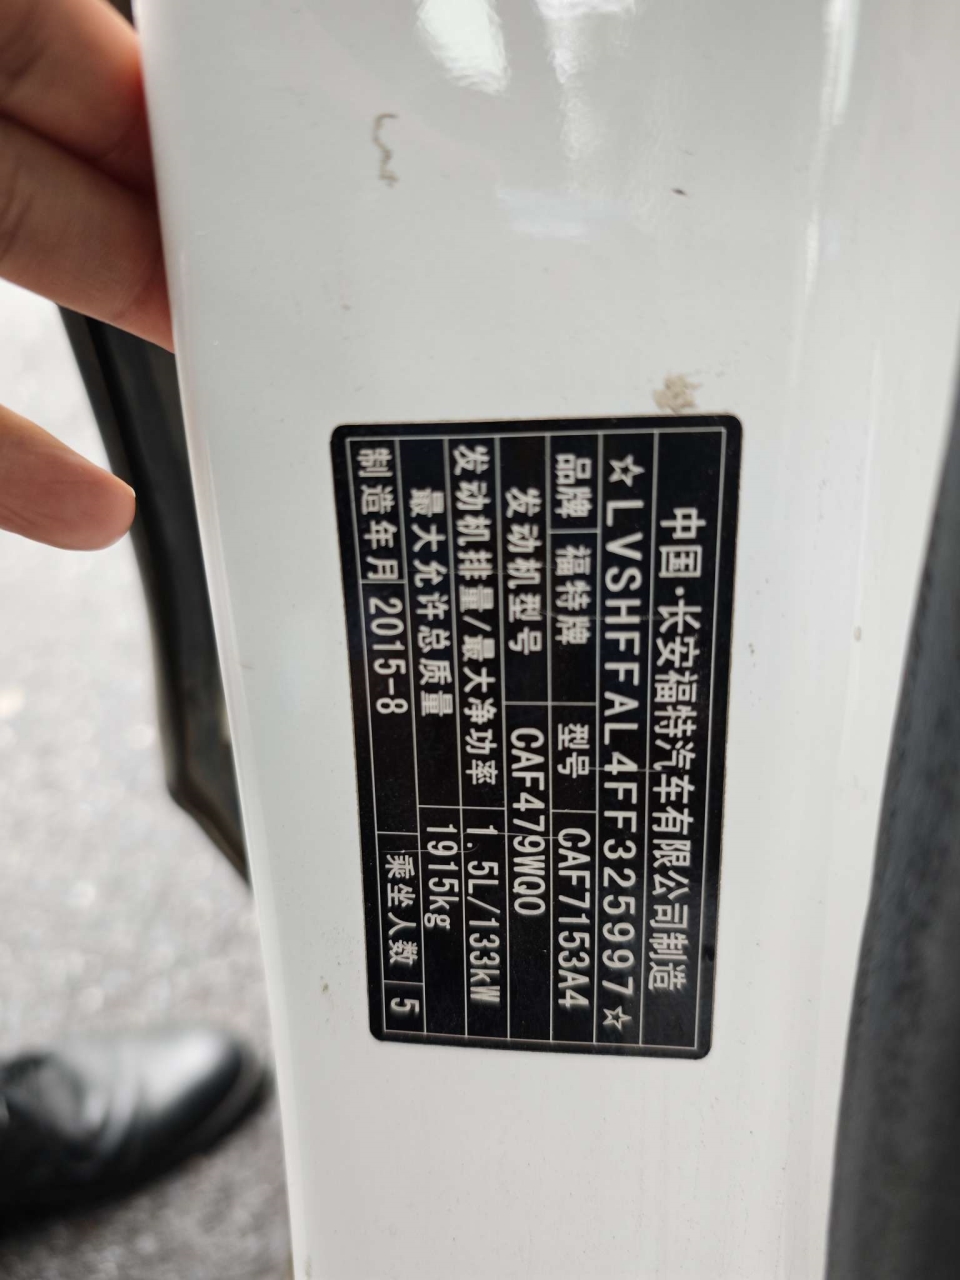 中国·长安福特汽车有限公司制造
☆LVSHFFAL4FF325997☆
品牌 福特牌 型号 CAF7153A4
发动机型号 CAF479WQ0
发动机排量/最大净功率 1.5L/133kW
最大允许总质量 1915kg
制造年月 2015-8 乘坐人数 5